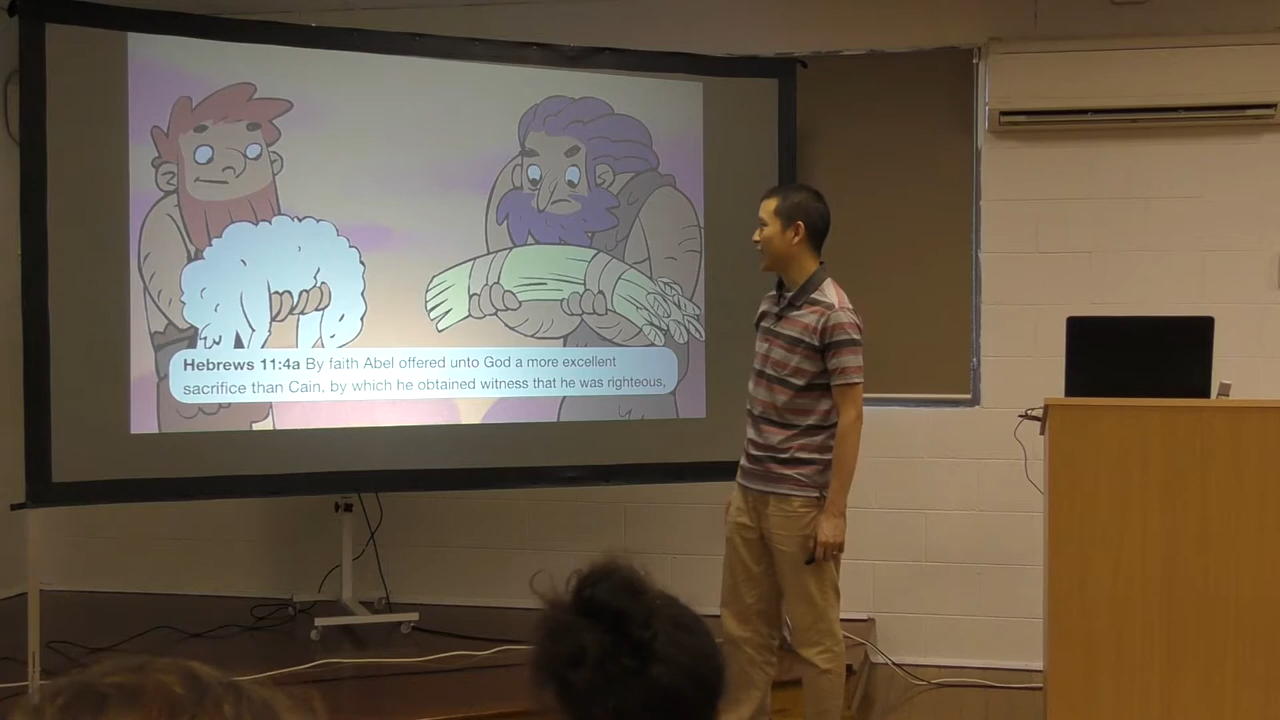 Hebrews 11:4a By faith Abel offered unto God a more excellent
sacrifice than Cain, by which he obtained witness that he was righteous,